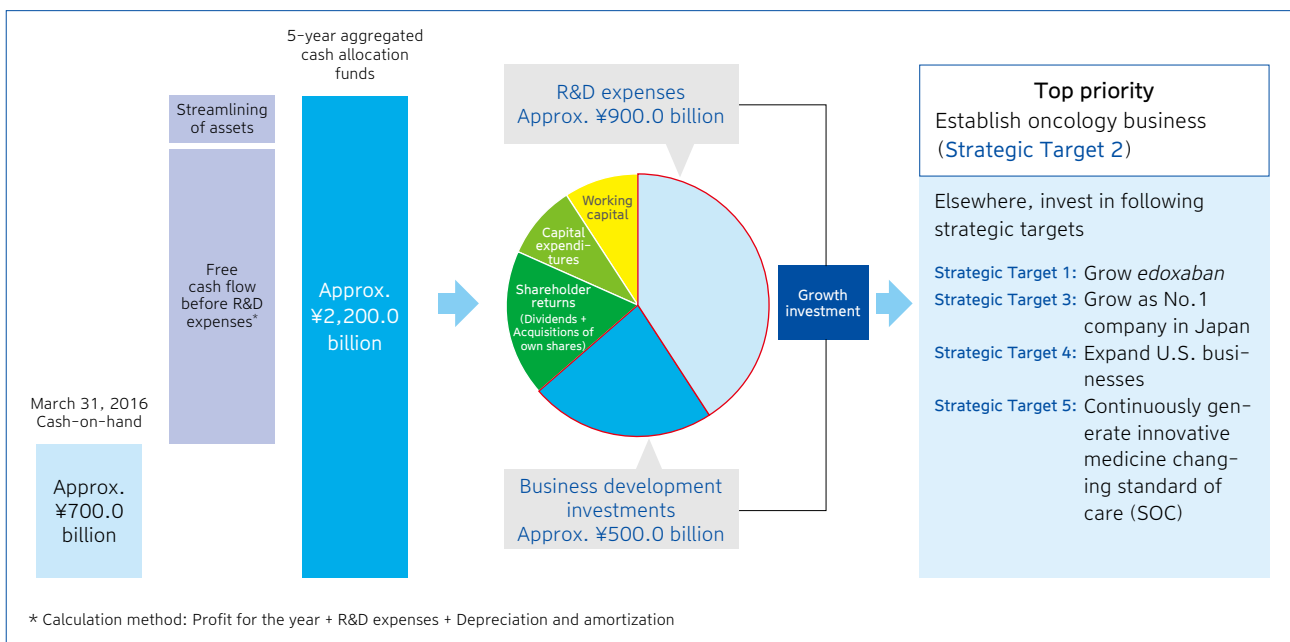 5-year aggregated
cash allocation
funds
Streamlining
of assets
Free
cash flow
before R&D
expenses*
Approx.
¥2,200.0
billion
March 31, 2016
Cash-on-hand
Approx.
¥700.0
billion
R&D expenses
Approx. ¥900.0 billion
Working
capital
Capital
expendi-
tures
Shareholder
returns
(Dividends +
Acquisitions of
own shares)
Business development
investments
Approx. ¥500.0 billion
Growth
investment
Top priority
Establish oncology business
(Strategic Target 2)
Elsewhere, invest in following
strategic targets
Strategic Target 1: Grow edoxaban
Strategic Target 3: Grow as No.1
company in Japan
Strategic Target 4: Expand U.S. busi-
nesses
Strategic Target 5: Continuously gen-
erate innovative
medicine chang-
ing standard of
care (SOC)
* Calculation method: Profit for the year + R&D expenses + Depreciation and amortization